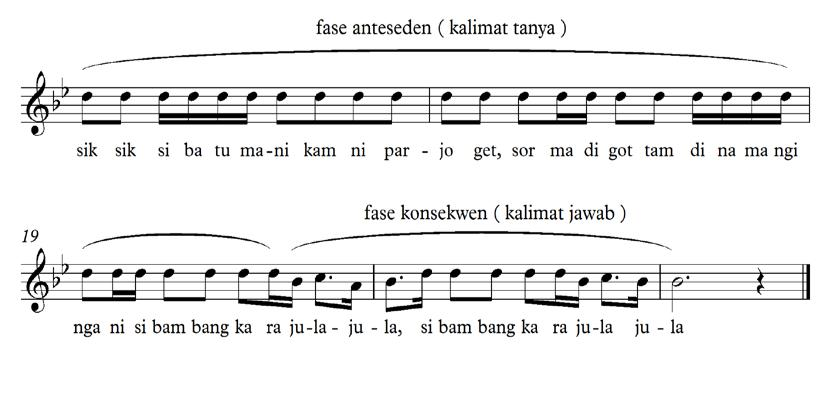 fase anteseden ( kalimat tanya )
sik sik si ba tu ma-ni kam ni par - jo get, sor ma di got tam di na ma ngi
fase konsekwen ( kalimat jawab )
19
nga ni si bam bang ka ra ju-la- ju - la, si bam bang ka ra ju-la ju - la